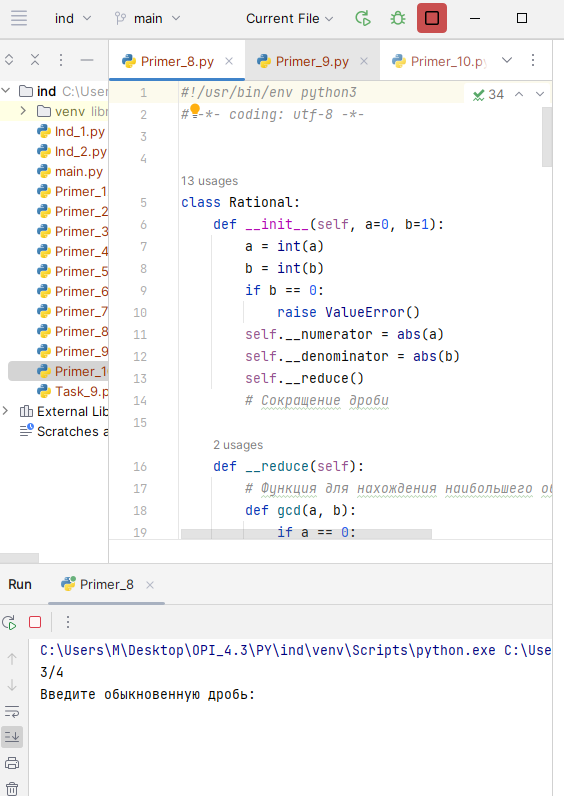 ind main Current File
Primer_8.py Primer_9.py Primer_10.py
ind C:\User
venv libr
Ind_1.py
Ind_2.py
main.py
Primer_1
Primer_2
Primer_3
Primer_4
Primer_5
Primer_6
Primer_7
Primer_8
Primer_9
Primer_10
Task_9.p
External Lib
Scratches a
34
1 #!/usr/bin/env python3
2 # -*- coding: utf-8 -*-
3
4
13 usages
5 class Rational:
6 def __init__(self, a=0, b=1):
7 a = int(a)
8 b = int(b)
9 if b == 0:
10 raise ValueError()
11 self.__numerator = abs(a)
12 self.__denominator = abs(b)
13 self.__reduce()
14 # Сокращение дроби
15
2 usages
16 def __reduce(self):
17 # Функция для нахождения наибольшего об
18 def gcd(a, b):
19 if a == 0:
Run Primer_8
C:\Users\M\Desktop\OPI_4.3\PY\ind\venv\Scripts\python.exe C:\Use
3/4
Введите обыкновенную дробь: